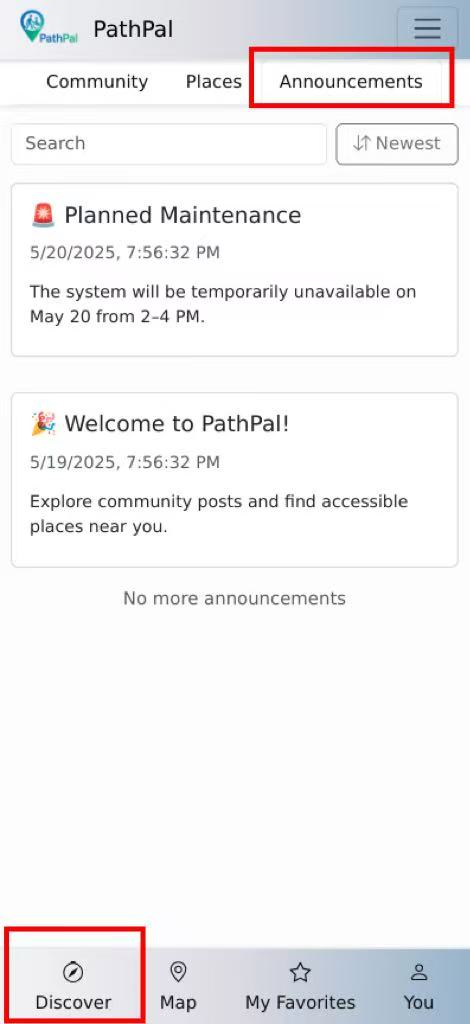 PathPal PathPal
Community Places Announcements
Search Newest
🚨 Planned Maintenance
5/20/2025, 7:56:32 PM
The system will be temporarily unavailable on
May 20 from 2–4 PM.
🎉 Welcome to PathPal!
5/19/2025, 7:56:32 PM
Explore community posts and find accessible
places near you.
No more announcements
Discover Map My Favorites You